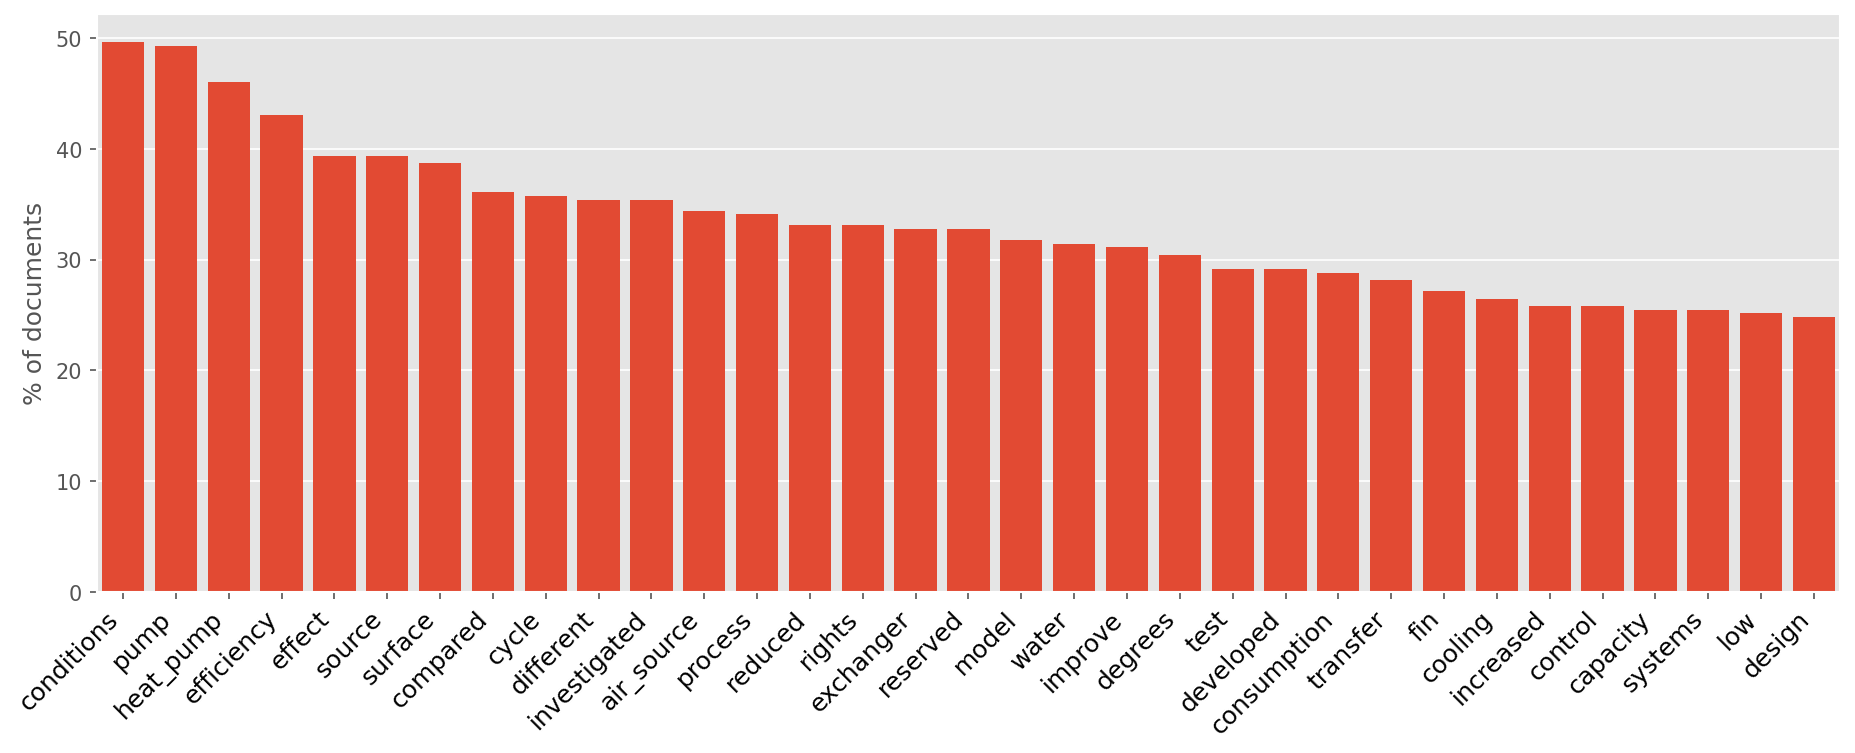 % of documents
50
40
30
20
10
0
conditions
pump
heat_pump
efficiency
effect
source
surface
compared
cycle
different
investigated
air_source
process
reduced
rights
exchanger
reserved
model
water
improve
degrees
test
developed
consumption
transfer
fin
cooling
increased
control
capacity
systems
low
design